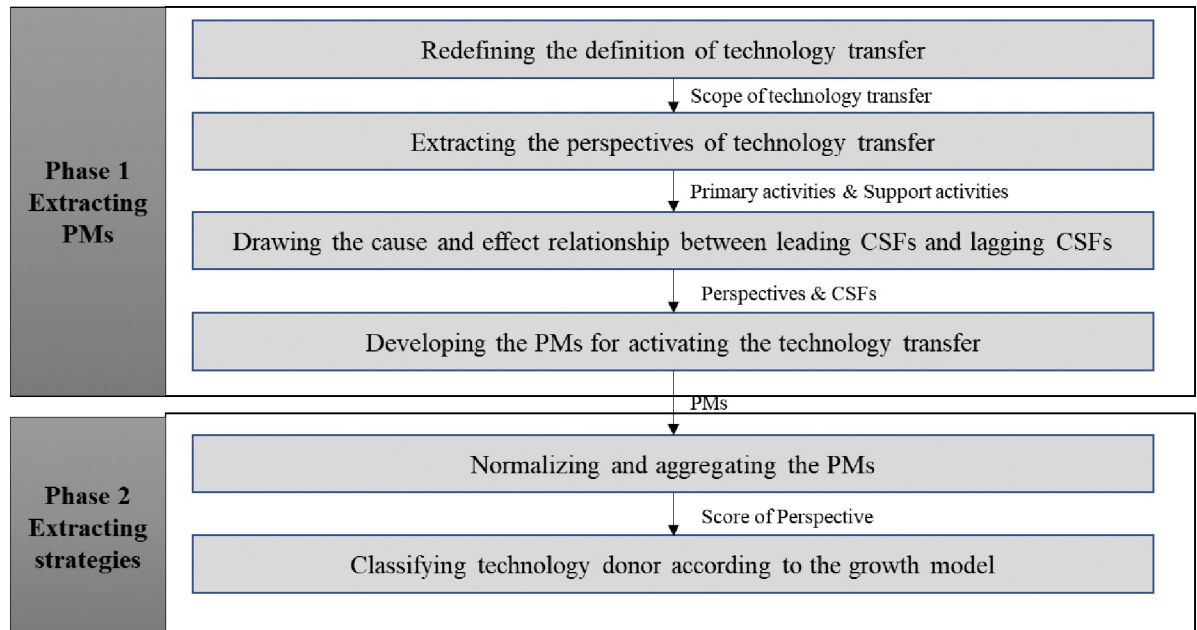 Phase 1
Extracting
PMs
Redefining the definition of technology transfer
Scope of technology transfer
Extracting the perspectives of technology transfer
Primary activities & Support activities
Drawing the cause and effect relationship between leading CSFs and lagging CSFs
Perspectives & CSFs
Developing the PMs for activating the technology transfer
PMs
Phase 2
Extracting
strategies
Normalizing and aggregating the PMs
Score of Perspective
Classifying technology donor according to the growth model